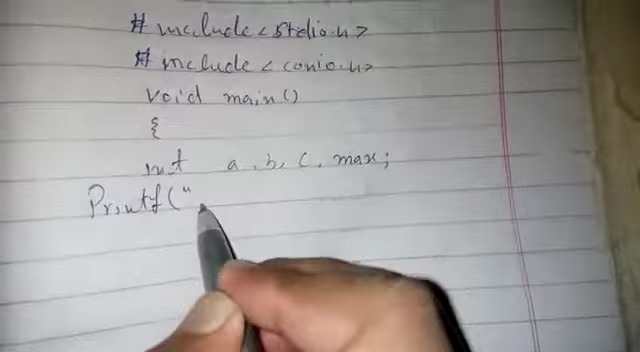 # include <stdio.h>
# include <conio.h>
void main()
{
int a, b, c, max;
Printf("